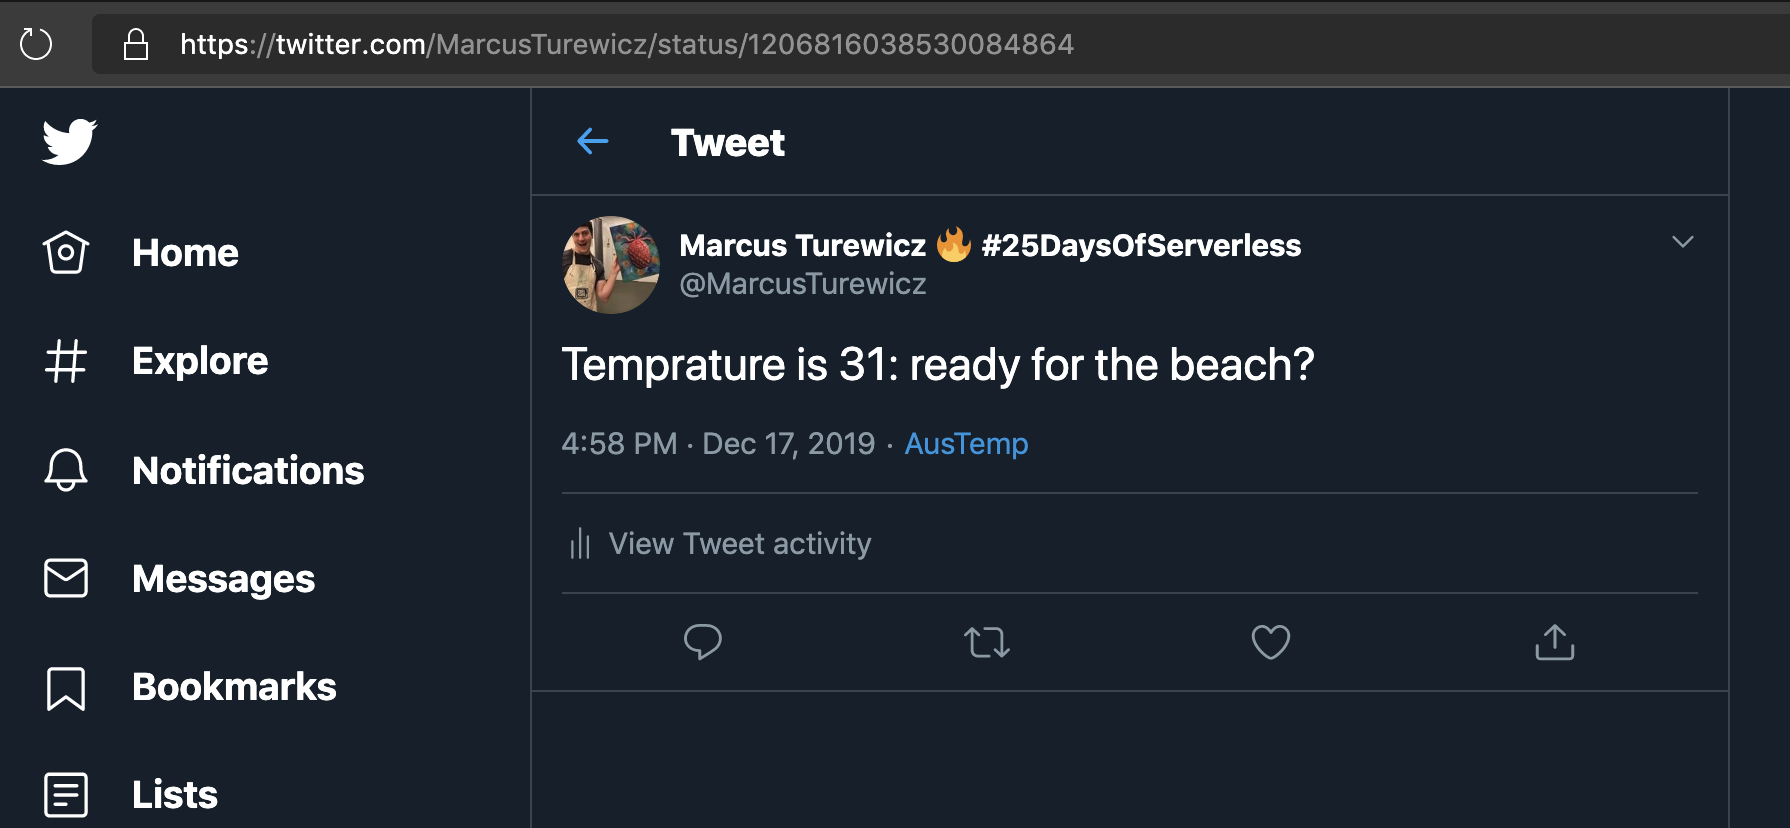 https://twitter.com/MarcusTurewicz/status/1206816038530084864
Tweet
Home
Explore
Notifications
Messages
Bookmarks
Lists
Marcus Turewicz 🔥 #25DaysOfServerless
@MarcusTurewicz
Temprature is 31: ready for the beach?
4:58 PM · Dec 17, 2019 · AusTemp
View Tweet activity